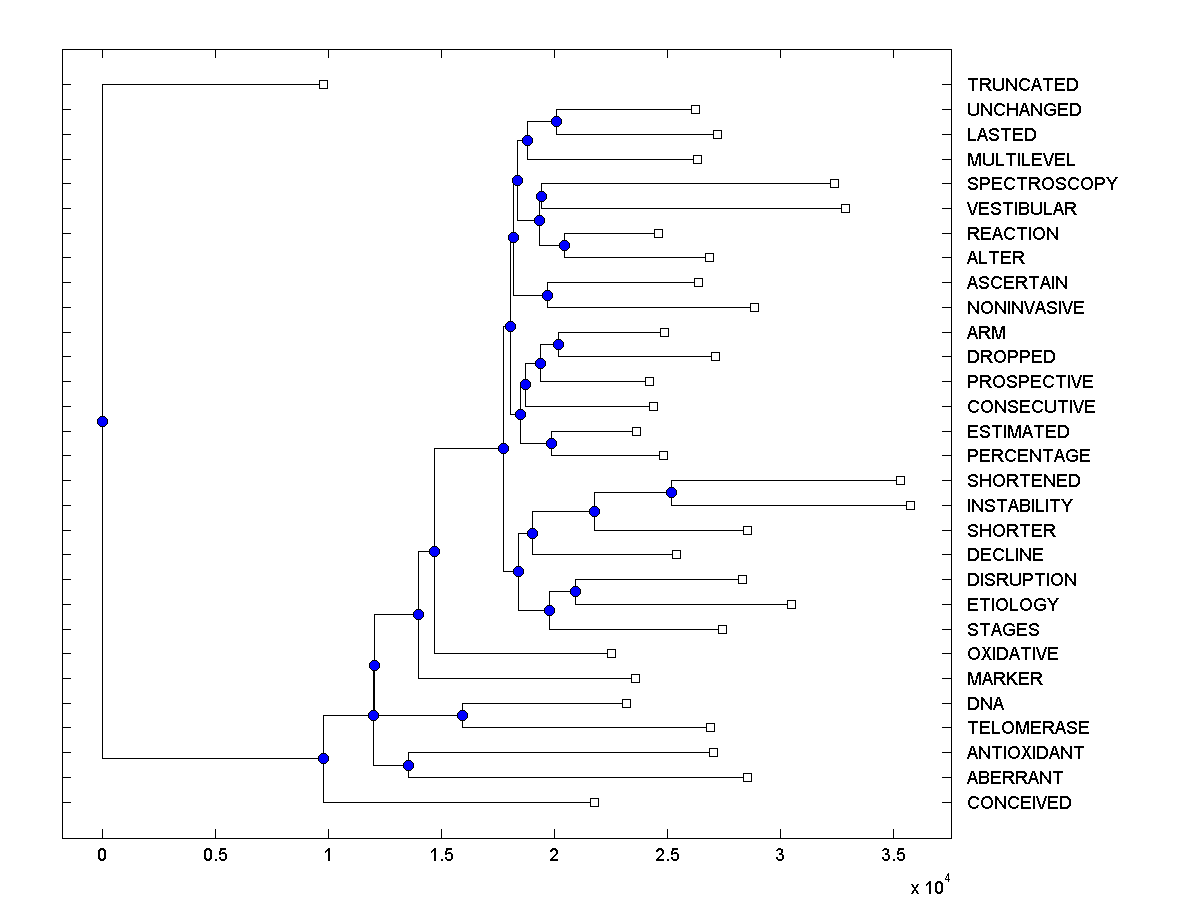 TRUNCATED
UNCHANGED
LASTED
MULTILEVEL
SPECTROSCOPY
VESTIBULAR
REACTION
ALTER
ASCERTAIN
NONINVASIVE
ARM
DROPPED
PROSPECTIVE
CONSECUTIVE
ESTIMATED
PERCENTAGE
SHORTENED
INSTABILITY
SHORTER
DECLINE
DISRUPTION
ETIOLOGY
STAGES
OXIDATIVE
MARKER
DNA
TELOMERASE
ANTIOXIDANT
ABERRANT
CONCEIVED
0 0.5 1 1.5 2 2.5 3 3.5
x 10^4